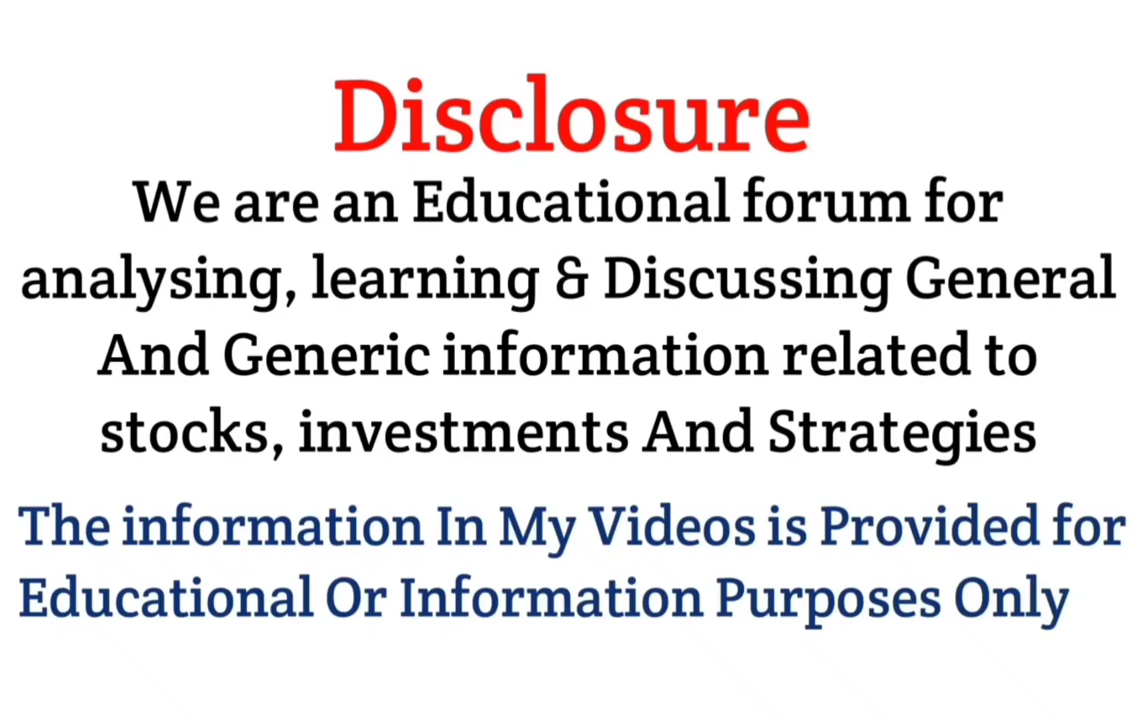 Disclosure
We are an Educational forum for
analysing, learning & Discussing General
And Generic information related to
stocks, investments And Strategies
The information In My Videos is Provided for
Educational Or Information Purposes Only